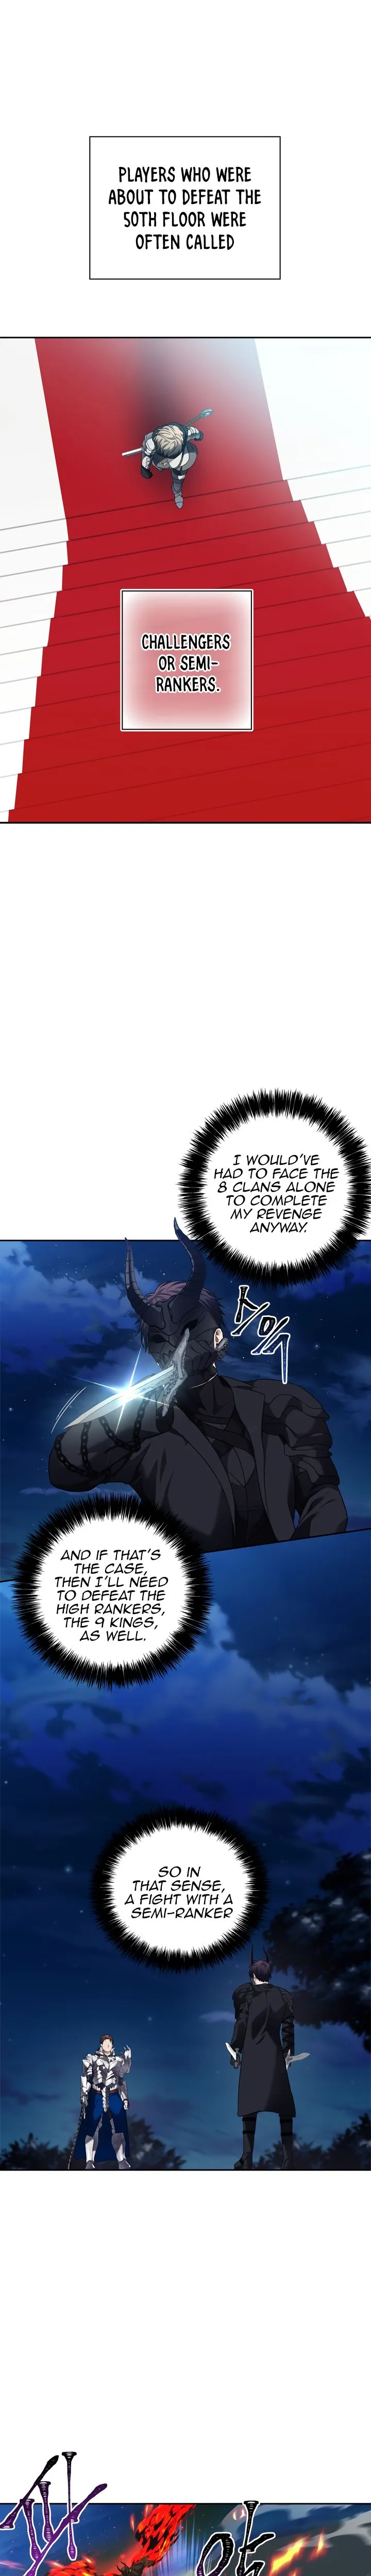 PLAYERS WHO WERE
ABOUT TO DEFEAT THE
50TH FLOOR WERE
OFTEN CALLED
CHALLENGERS
OR SEMI-
RANKERS.
I WOULD'VE
HAD TO FACE THE
8 CLANS ALONE
TO COMPLETE
MY REVENGE
ANYWAY.
스억
AND IF THAT'S
THE CASE,
THEN I'LL NEED
TO DEFEAT THE
HIGH RANKERS,
THE 9 KINGS,
AS WELL.
SO IN
THAT SENSE,
A FIGHT WITH A
SEMI-RANKER